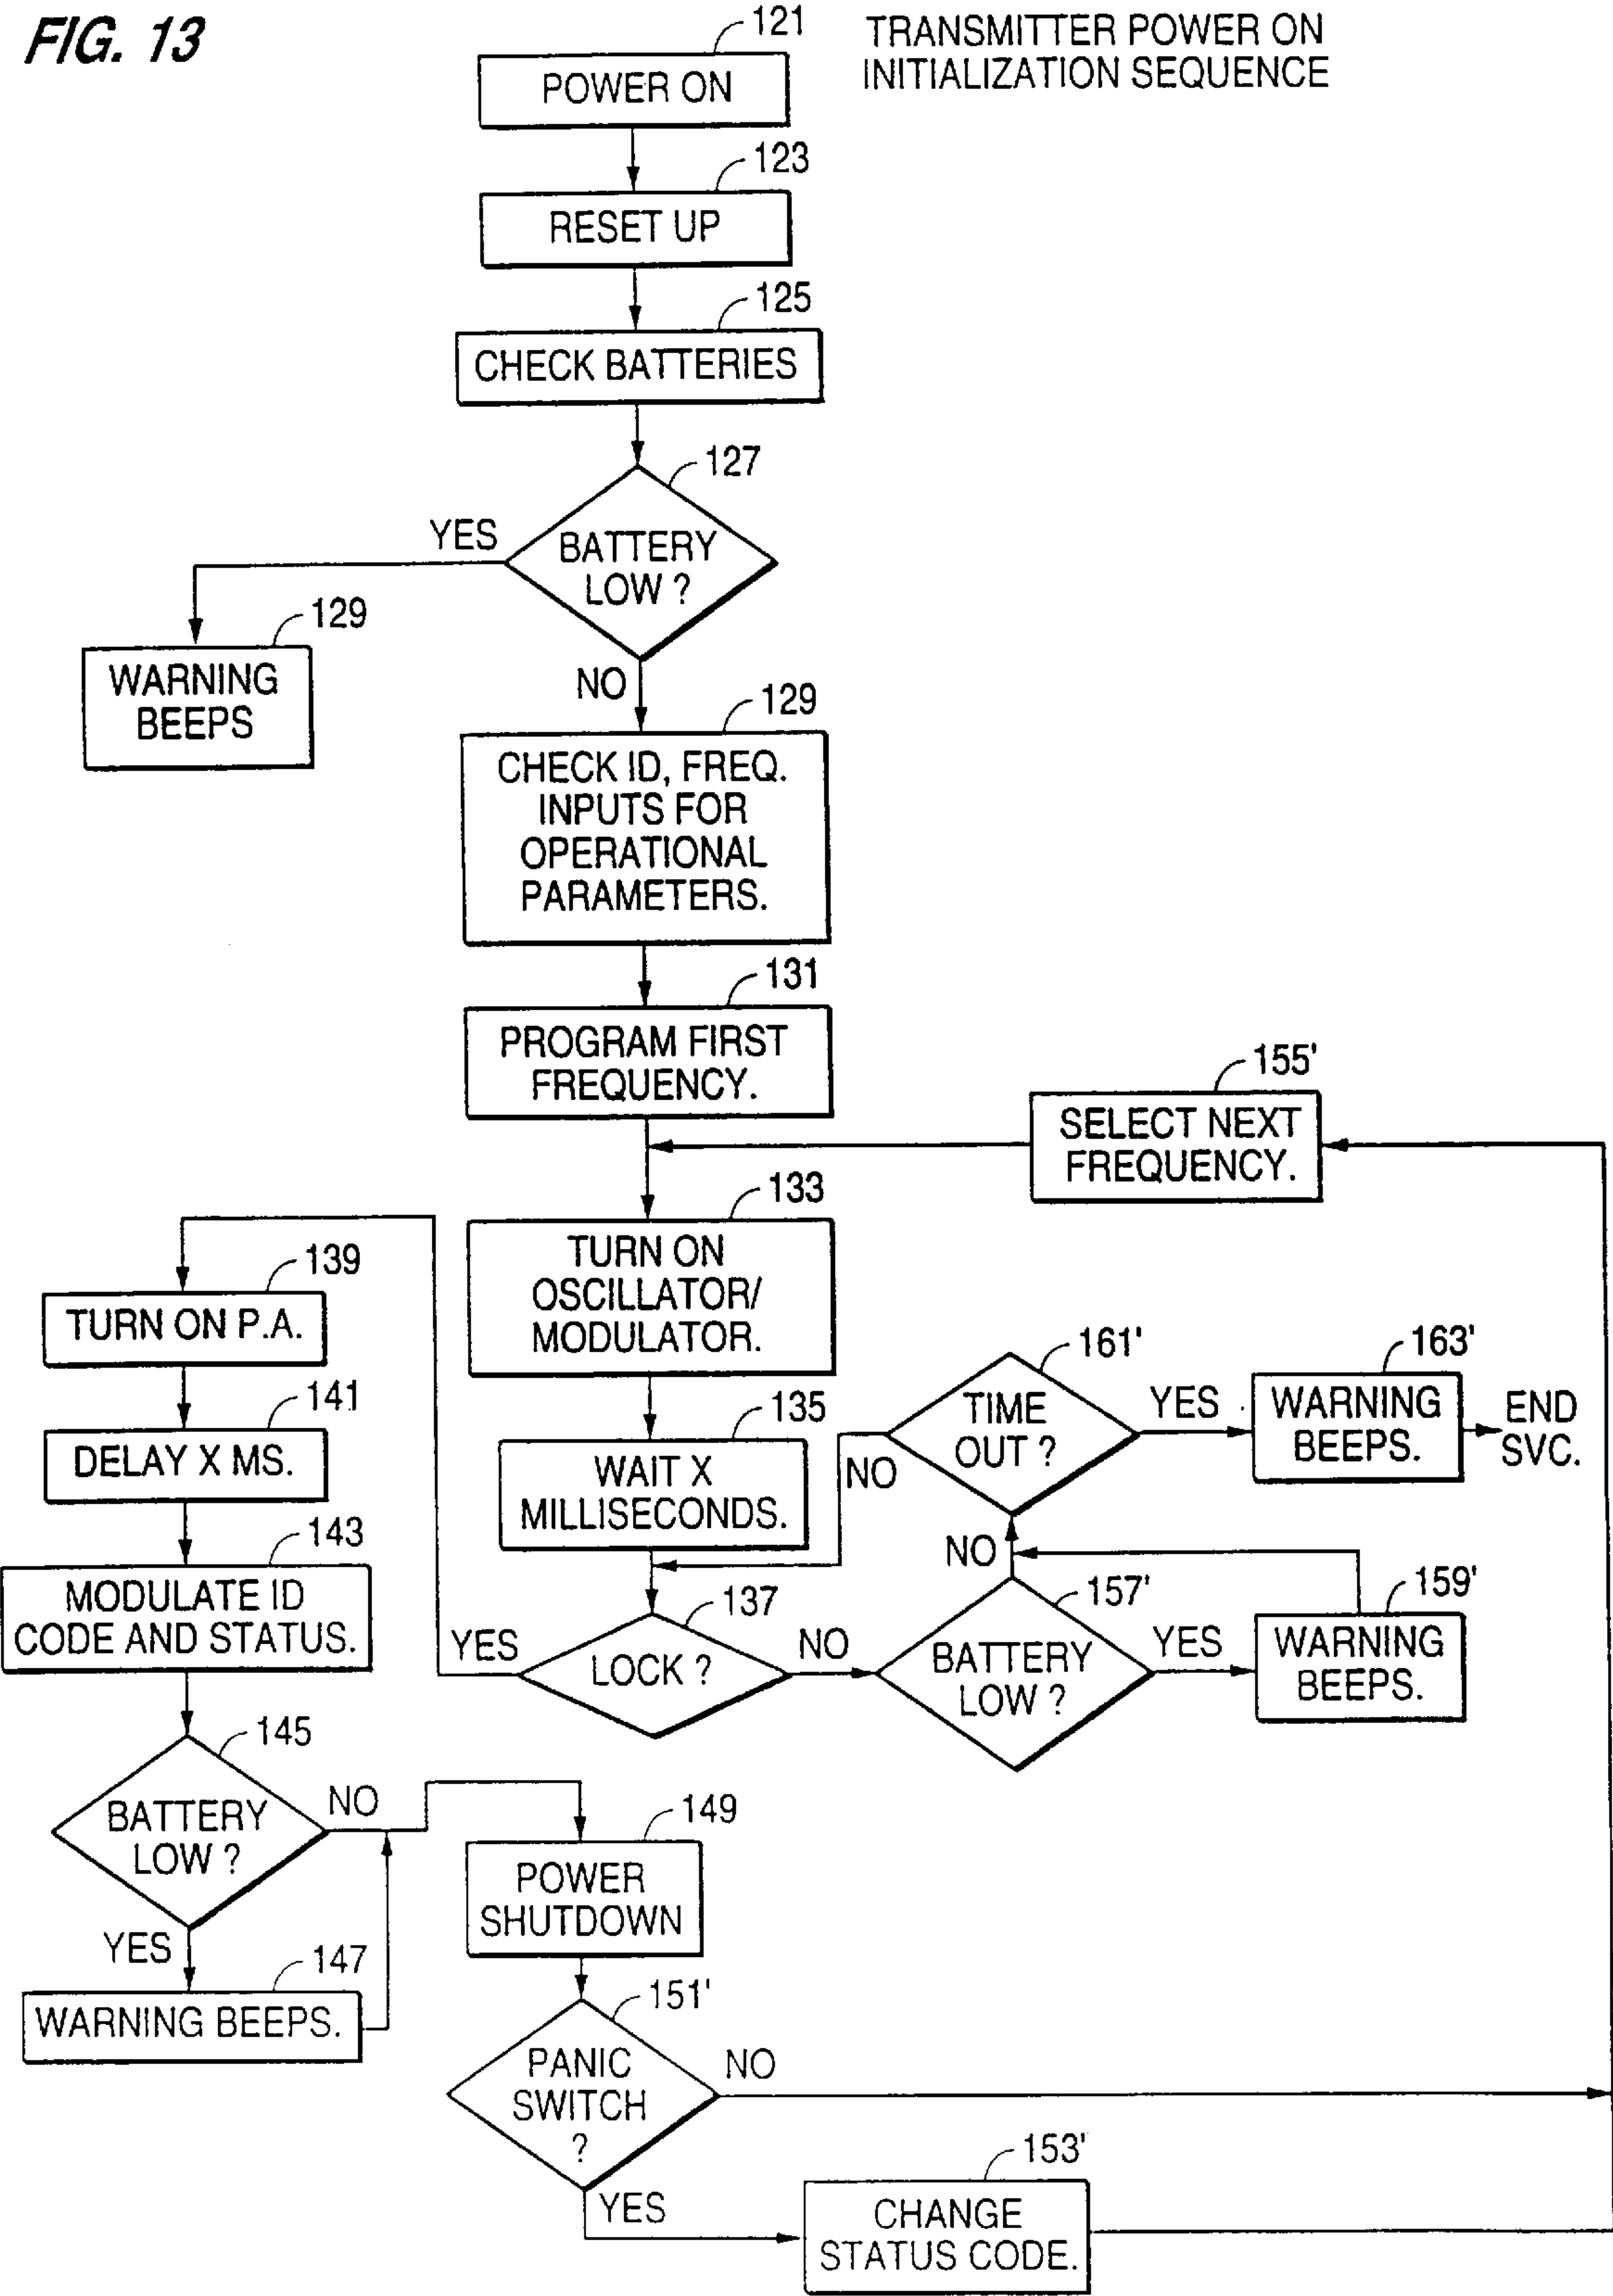 FIG. 13
TRANSMITTER POWER ON
INITIALIZATION SEQUENCE
121
POWER ON
123
RESET UP
125
CHECK BATTERIES
127
BATTERY
LOW ?
YES
129
WARNING
BEEPS
NO
129
CHECK ID, FREQ.
INPUTS FOR
OPERATIONAL
PARAMETERS.
131
PROGRAM FIRST
FREQUENCY.
155'
SELECT NEXT
FREQUENCY.
133
TURN ON
OSCILLATOR/
MODULATOR.
139
TURN ON P.A.
141
DELAY X MS.
143
MODULATE ID
CODE AND STATUS.
135
WAIT X
MILLISECONDS.
161'
TIME
OUT ?
YES
NO
163'
WARNING
BEEPS.
END
SVC.
137
LOCK ?
YES
NO
157'
BATTERY
LOW ?
NO
YES
159'
WARNING
BEEPS.
145
BATTERY
LOW ?
NO
YES
147
WARNING BEEPS.
149
POWER
SHUTDOWN
151'
PANIC
SWITCH
?
NO
YES
153'
CHANGE
STATUS CODE.